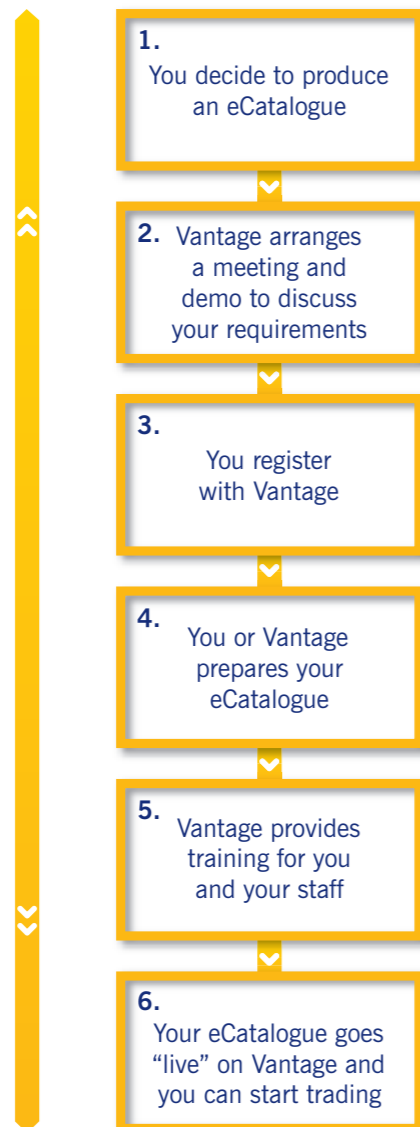 1.
You decide to produce
an eCatalogue
2. Vantage arranges
a meeting and
demo to discuss
your requirements
3.
You register
with Vantage
4.
You or Vantage
prepares your
eCatalogue
5.
Vantage provides
training for you
and your staff
6.
Your eCatalogue goes
“live” on Vantage and
you can start trading